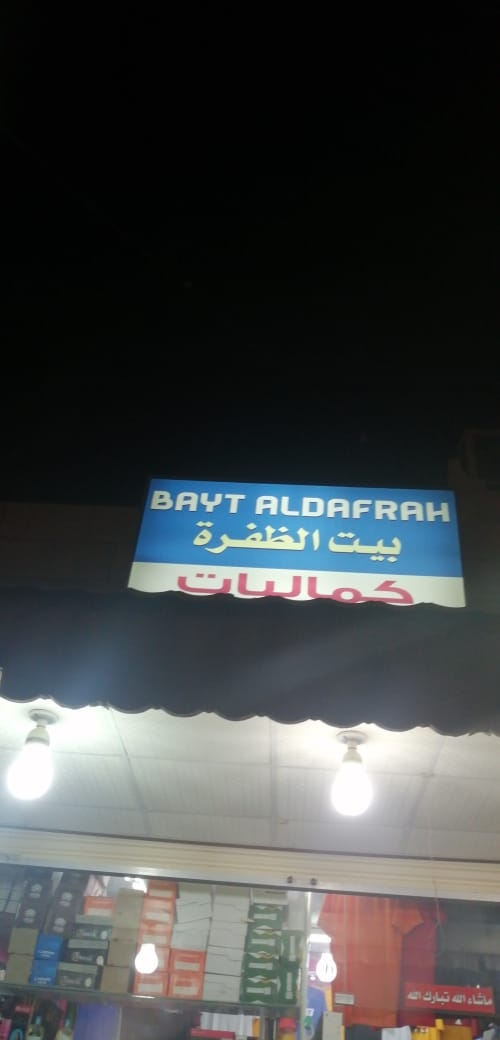 BAYT ALDAFRAH
بيت الظفرة
كماليات
ماشاء الله تبارك الله